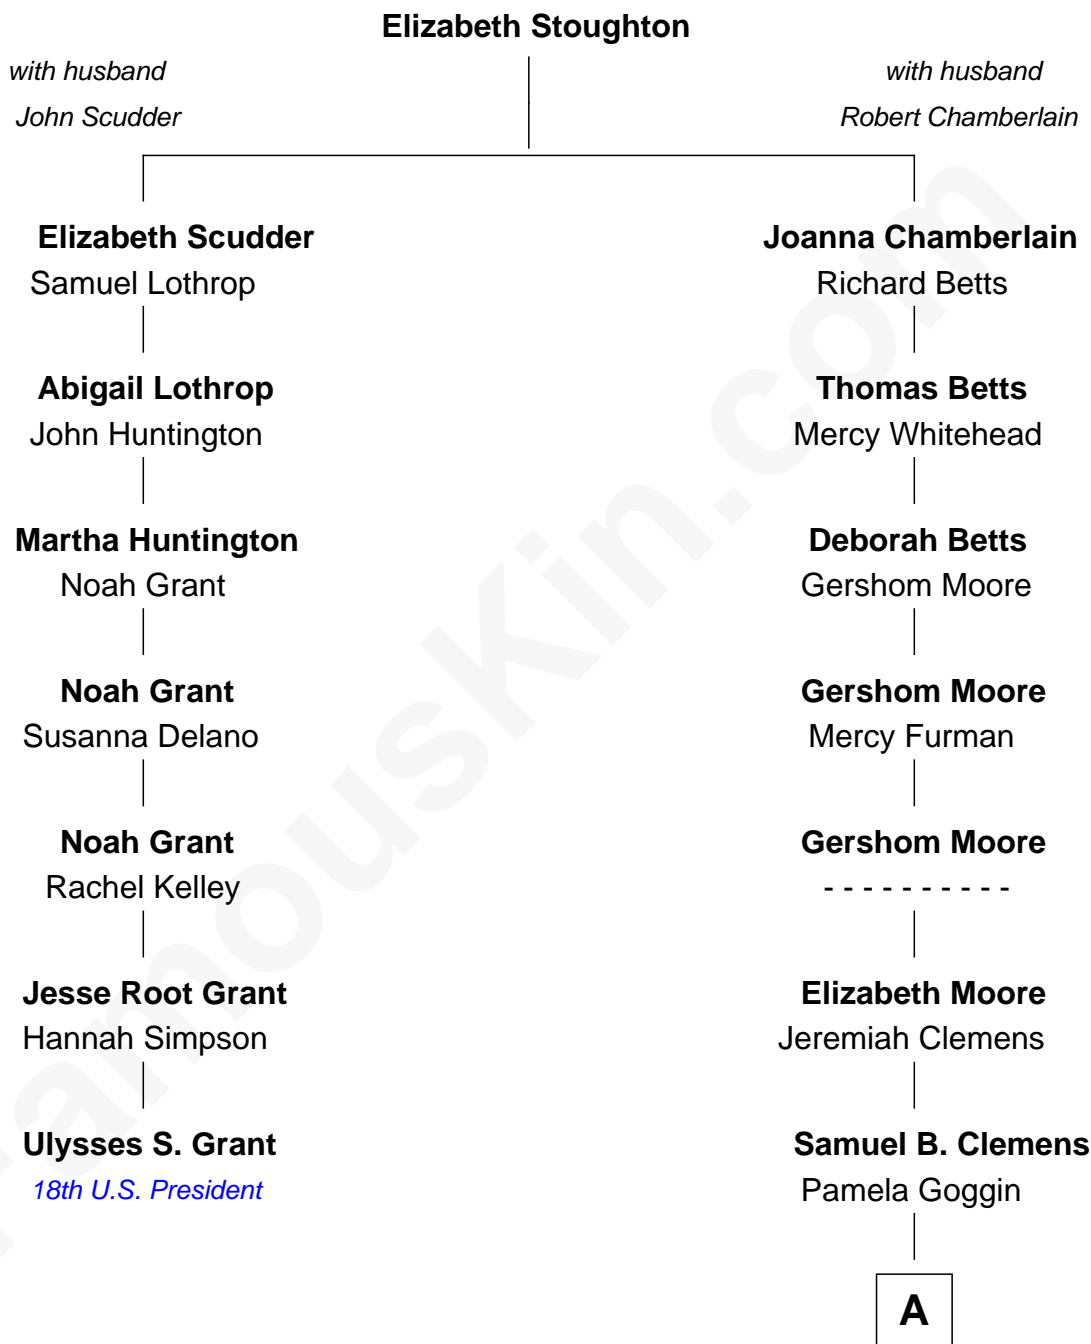 Elizabeth Stoughton
with husband
John Scudder
with husband
Robert Chamberlain
Elizabeth Scudder
Samuel Lothrop
Abigail Lothrop
John Huntington
Martha Huntington
Noah Grant
Noah Grant
Susanna Delano
Noah Grant
Rachel Kelley
Jesse Root Grant
Hannah Simpson
Ulysses S. Grant
18th U.S. President
Joanna Chamberlain
Richard Betts
Thomas Betts
Mercy Whitehead
Deborah Betts
Gershom Moore
Gershom Moore
Mercy Furman
Gershom Moore
- - - - - - - - - -
Elizabeth Moore
Jeremiah Clemens
Samuel B. Clemens
Pamela Goggin
A
FamousKin.com